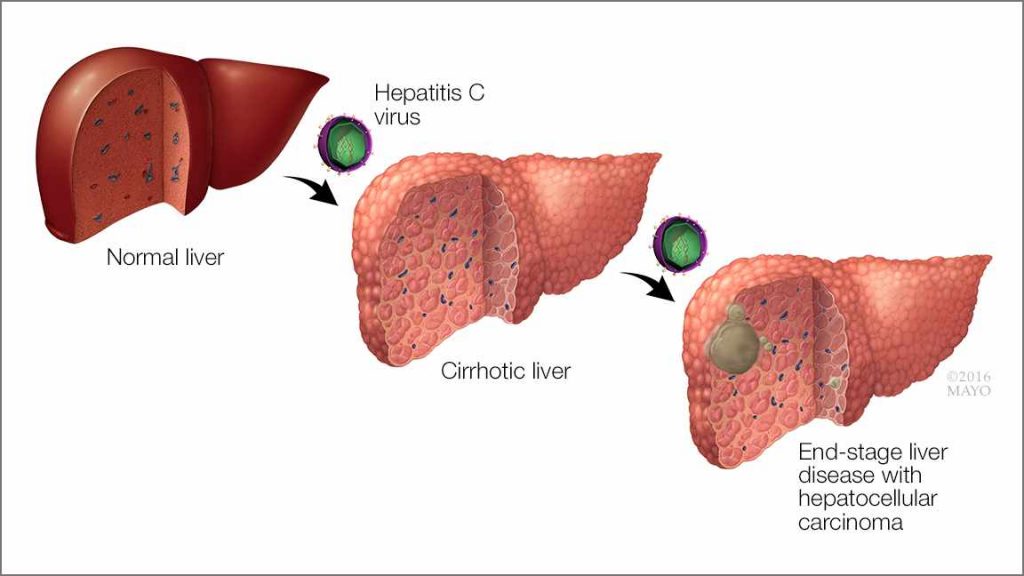 Hepatitis C
virus
Normal liver
Cirrhotic liver
©2016
MAYO
End-stage liver
disease with
hepatocellular
carcinoma